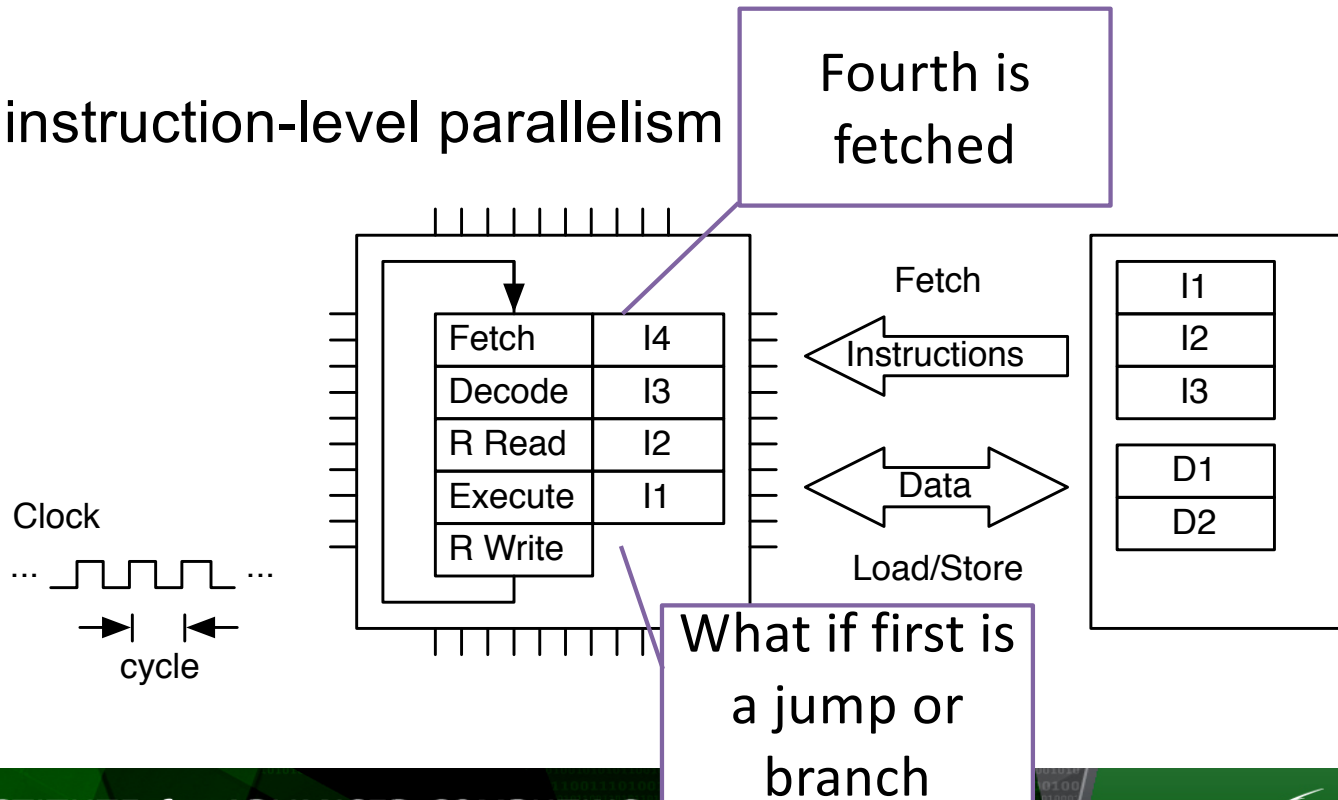 instruction-level parallelism
Fourth is
fetched
Fetch
I4
Decode
I3
R Read
I2
Execute
I1
R Write
Fetch
Instructions
Data
Load/Store
I1
I2
I3
D1
D2
Clock
... ...
cycle
What if first is
a jump or
branch